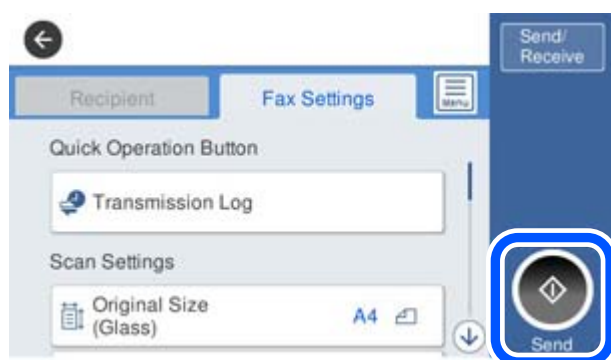 Send/
Receive
Recipient
Fax Settings
Menu
Quick Operation Button
Transmission Log
Scan Settings
Original Size
(Glass)
A4
Send